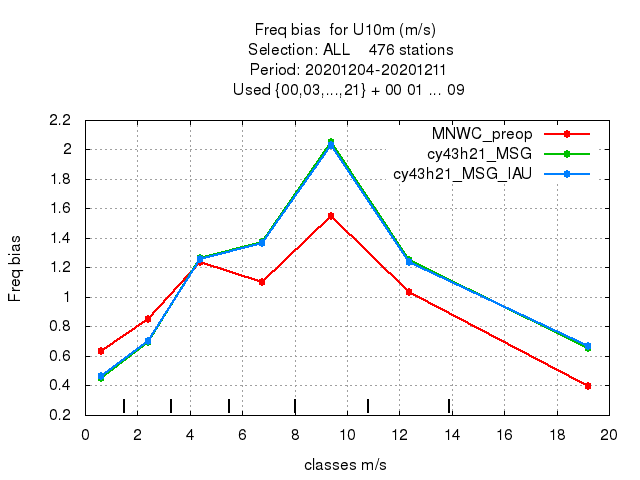 Freq bias for U10m (m/s)
Selection: ALL 476 stations
Period: 20201204-20201211
Used {00,03,...,21} + 00 01 ... 09
MNWC_preop
cy43h21_MSG
cy43h21_MSG_IAU
Freq bias
2.2
2
1.8
1.6
1.4
1.2
1
0.8
0.6
0.4
0.2
0 2 4 6 8 10 12 14 16 18 20
classes m/s